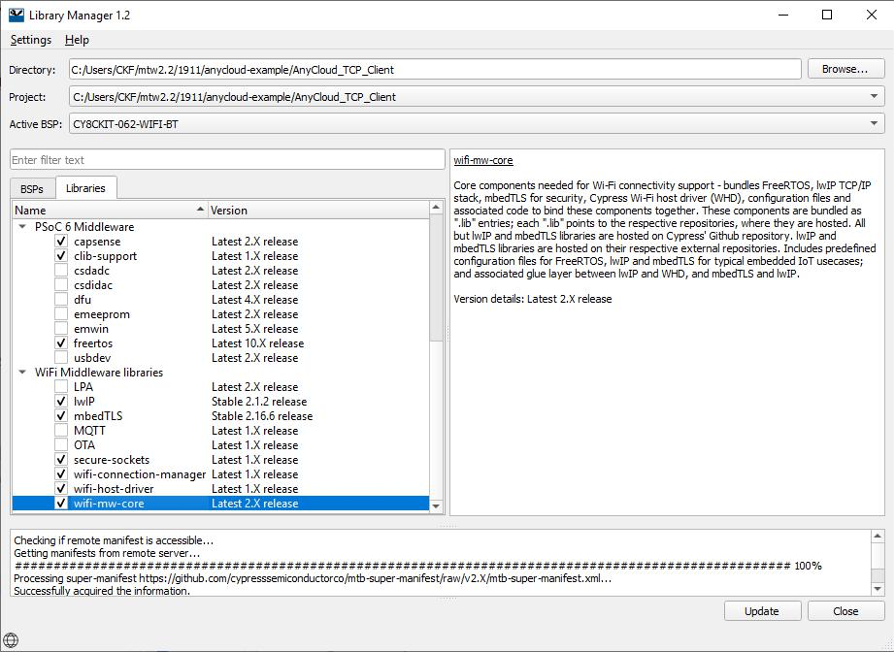 Library Manager 1.2
Settings Help
Directory: C:/Users/CKF/mtw2.2/1911/anycloud-example/AnyCloud_TCP_Client Browse...
Project: C:/Users/CKF/mtw2.2/1911/anycloud-example/AnyCloud_TCP_Client
Active BSP: CY8CKIT-062-WIFI-BT
Enter filter text
BSPs Libraries
Name Version
PSoC 6 Middleware
capsense Latest 2.X release
clib-support Latest 1.X release
csdadc Latest 2.X release
csdidac Latest 2.X release
dfu Latest 4.X release
emeeprom Latest 2.X release
emwin Latest 5.X release
freertos Latest 10.X release
usbdev Latest 2.X release
WiFi Middleware libraries
LPA Latest 2.X release
lwIP Stable 2.1.2 release
mbedTLS Stable 2.16.6 release
MQTT Latest 1.X release
OTA Latest 1.X release
secure-sockets Latest 1.X release
wifi-connection-manager Latest 1.X release
wifi-host-driver Latest 1.X release
wifi-mw-core Latest 2.X release
wifi-mw-core
Core components needed for Wi-Fi connectivity support - bundles FreeRTOS, lwIP TCP/IP
stack, mbedTLS for security, Cypress Wi-Fi host driver (WHD), configuration files and
associated code to bind these components together. These components are bundled as
".lib" entries; each ".lib" points to the respective repositories, where they are hosted. All
but lwIP and mbedTLS libraries are hosted on Cypress' Github repository. lwIP and
mbedTLS libraries are hosted on their respective external repositories. Includes predefined
configuration files for FreeRTOS, lwIP and mbedTLS for typical embedded IoT usecases;
and associated glue layer between lwIP and WHD, and mbedTLS and lwIP.
Version details: Latest 2.X release
Checking if remote manifest is accessible...
Getting manifests from remote server...
################################################################################################ 100%
Processing super-manifest https://github.com/cypresssemiconductorco/mtb-super-manifest/raw/v2.X/mtb-super-manifest.xml...
Successfully acquired the information.
Update Close